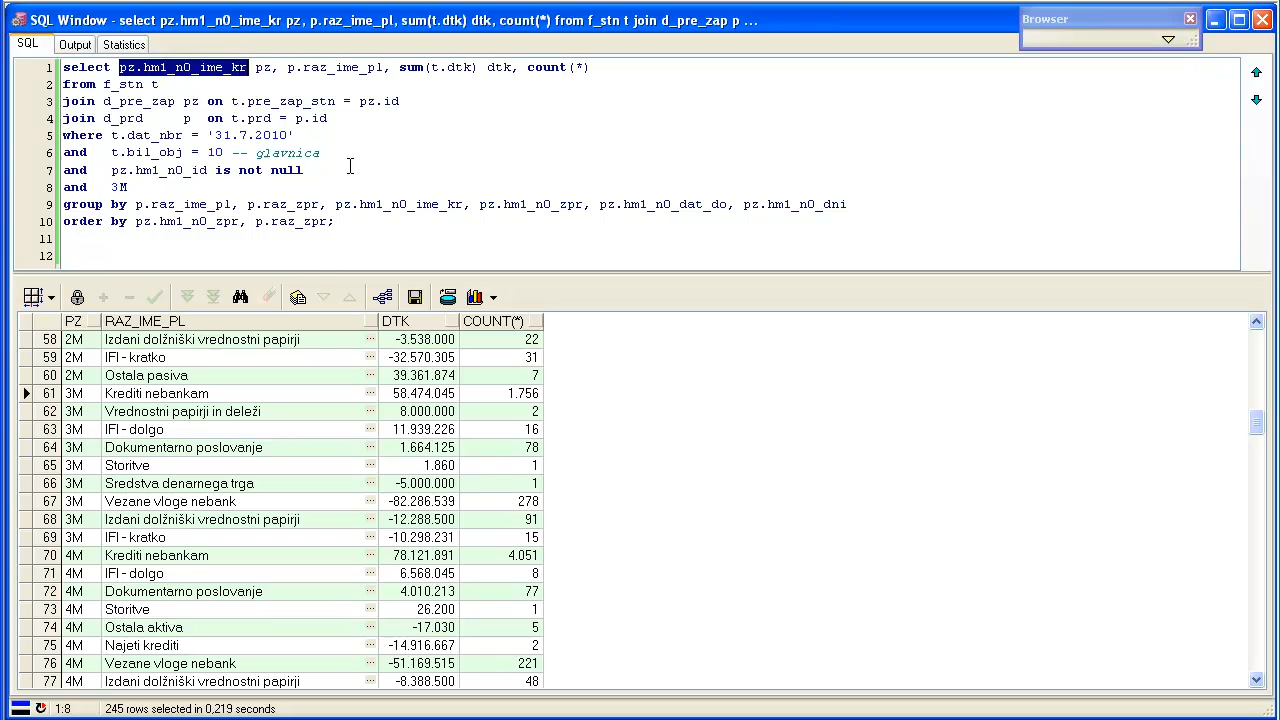 SQL Window - select pz.hm1_n0_ime_kr pz, p.raz_ime_pl, sum(t.dtk) dtk, count(*) from f_stn t join d_pre_zap p ...
Browser
SQL Output Statistics
1 select pz.hm1_n0_ime_kr pz, p.raz_ime_pl, sum(t.dtk) dtk, count(*)
2 from f_stn t
3 join d_pre_zap pz on t.pre_zap_stn = pz.id
4 join d_prd p on t.prd = p.id
5 where t.dat_nbr = '31.7.2010'
6 and t.bil_obj = 10 -- glavnica
7 and pz.hm1_n0_id is not null
8 and 3M
9 group by p.raz_ime_pl, p.raz_zpr, pz.hm1_n0_ime_kr, pz.hm1_n0_zpr, pz.hm1_n0_dat_do, pz.hm1_n0_dni
10 order by pz.hm1_n0_zpr, p.raz_zpr;
11
12
PZ RAZ_IME_PL DTK COUNT(*)
58 2M Izdani dolžniški vrednostni papirji ... -3.538.000 22
59 2M IFI - kratko ... -32.570.305 31
60 2M Ostala pasiva ... 39.361.874 7
61 3M Krediti nebankam ... 58.474.045 1.756
62 3M Vrednostni papirji in deleži ... 8.000.000 2
63 3M IFI - dolgo ... 11.939.226 16
64 3M Dokumentarno poslovanje ... 1.664.125 78
65 3M Storitve ... 1.860 1
66 3M Sredstva denarnega trga ... -5.000.000 1
67 3M Vezane vloge nebank ... -82.286.539 278
68 3M Izdani dolžniški vrednostni papirji ... -12.288.500 91
69 3M IFI - kratko ... -10.298.231 15
70 4M Krediti nebankam ... 78.121.891 4.051
71 4M IFI - dolgo ... 6.568.045 8
72 4M Dokumentarno poslovanje ... 4.010.213 77
73 4M Storitve ... 26.200 1
74 4M Ostala aktiva ... -17.030 5
75 4M Najeti krediti ... -14.916.667 2
76 4M Vezane vloge nebank ... -51.169.515 221
77 4M Izdani dolžniški vrednostni papirji ... -8.388.500 48
1:8 245 rows selected in 0,219 seconds